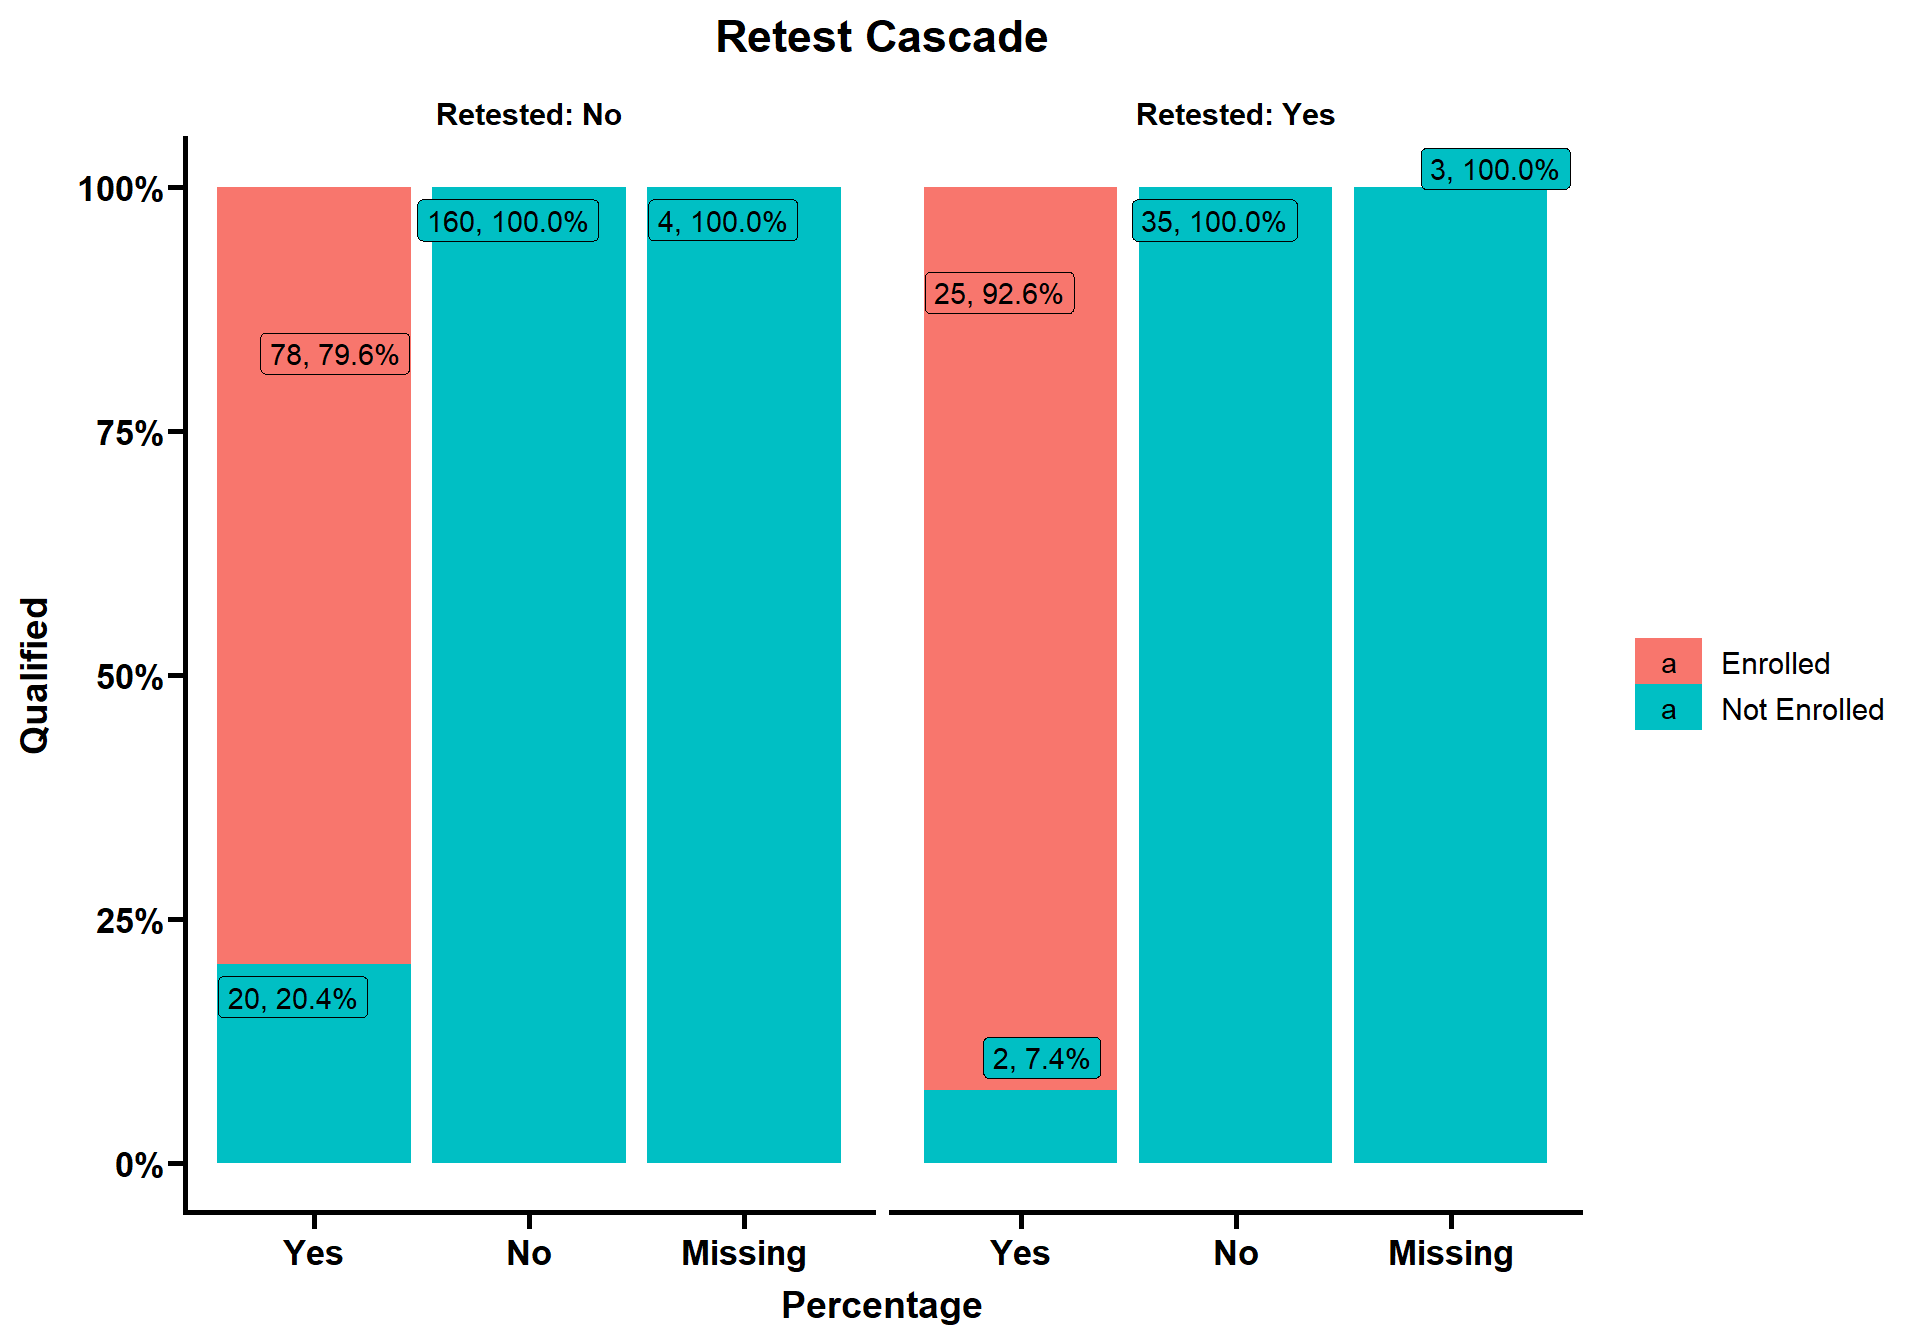 Retest Cascade
Retested: No
Retested: Yes
100%
75%
50%
25%
0%
Qualified
78, 79.6%
20, 20.4%
160, 100.0%
4, 100.0%
25, 92.6%
2, 7.4%
35, 100.0%
3, 100.0%
Yes
No
Missing
Yes
No
Missing
Percentage
a Enrolled
a Not Enrolled